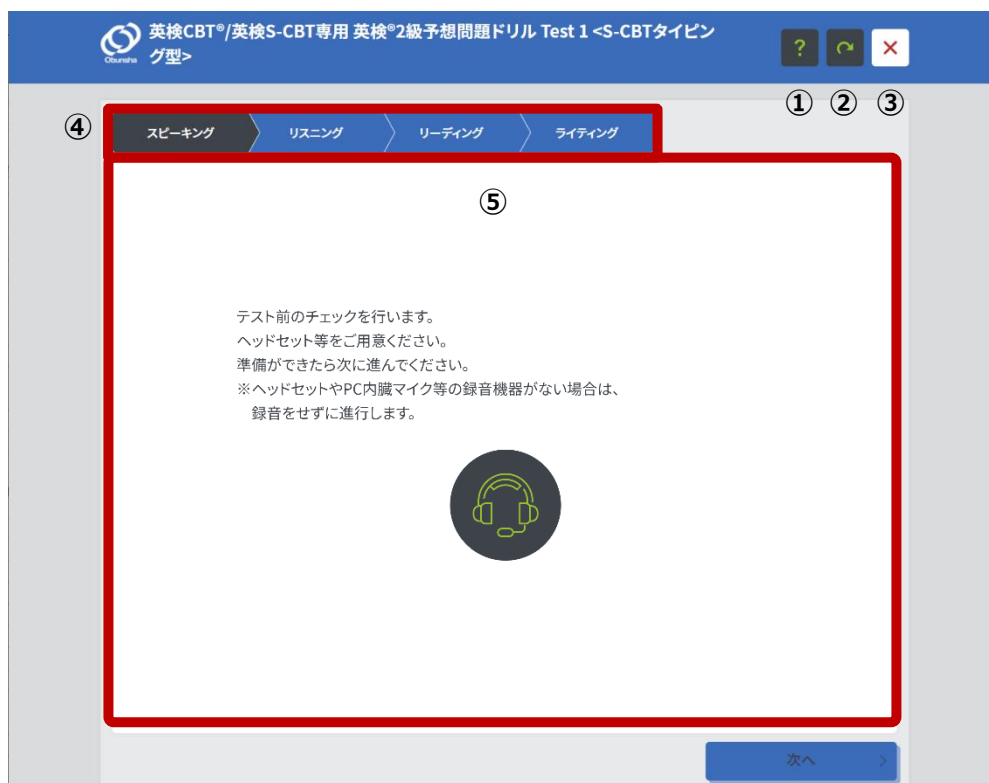 英検CBT®/英検S-CBT専用 英検®2級予想問題ドリル Test 1 <S-CBTタイピン
グ型>
Obunsha
?
①
②
③
④
スピーキング
リスニング
リーディング
ライティング
⑤
テスト前のチェックを行います。
ヘッドセット等をご用意ください。
準備ができたら次に進んでください。
※ヘッドセットやPC内臓マイク等の録音機器がない場合は、
録音をせずに進行します。
次へ